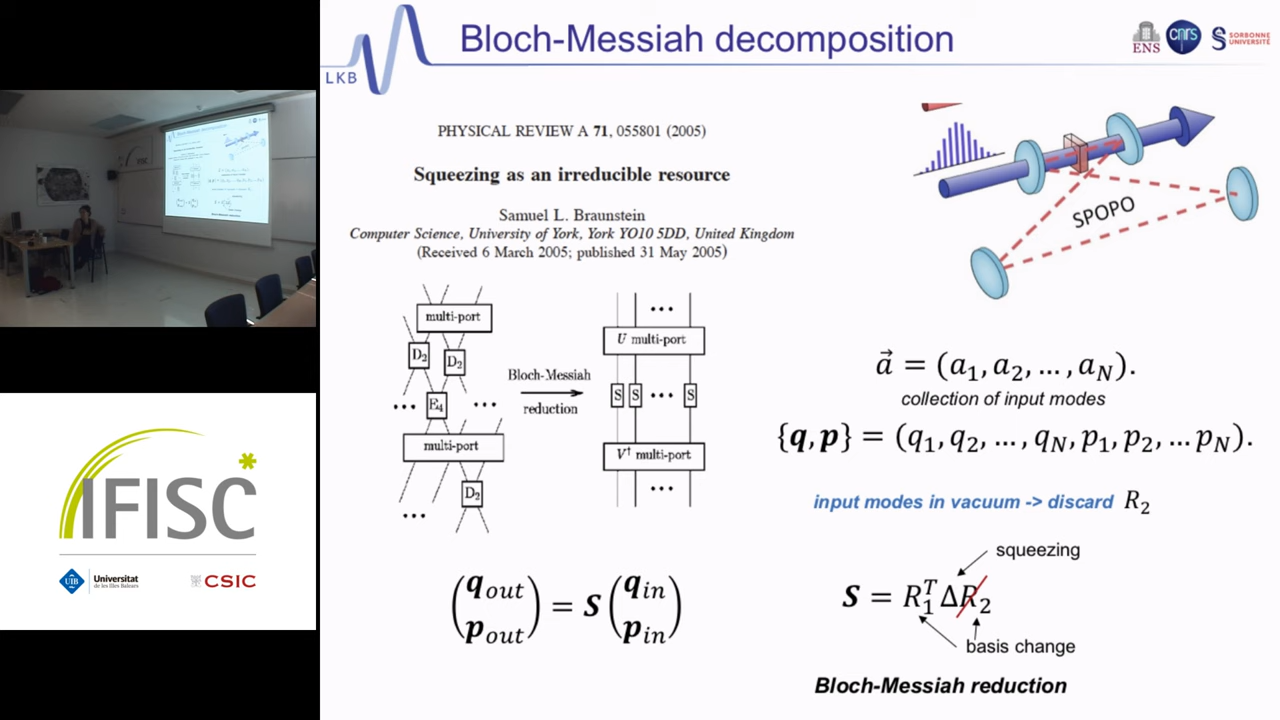 Bloch-Messiah decomposition
LKB
ENS
cnrs
SORBONNE
UNIVERSITÉ
PHYSICAL REVIEW A 71, 055801 (2005)
Squeezing as an irreducible resource
Samuel L. Braunstein
Computer Science, University of York, York YO10 5DD, United Kingdom
(Received 6 March 2005; published 31 May 2005)
multi-port
D₂ D₂
... E₄ ...
multi-port
D₂
...
Bloch-Messiah
reduction
...
U multi-port
S S ... S
V† multi-port
...
SPOPO
a⃗ = (a₁, a₂, ... , a_N).
collection of input modes
{q, p} = (q₁, q₂, ... , q_N, p₁, p₂, ... p_N).
input modes in vacuum -> discard R₂
squeezing
S = R₁ᵀ Δ R₂
basis change
Bloch-Messiah reduction
(q_out p_out) = S (q_in p_in)
IFISC
IFISC
UIB
Universitat
de les Illes Balears
CSIC